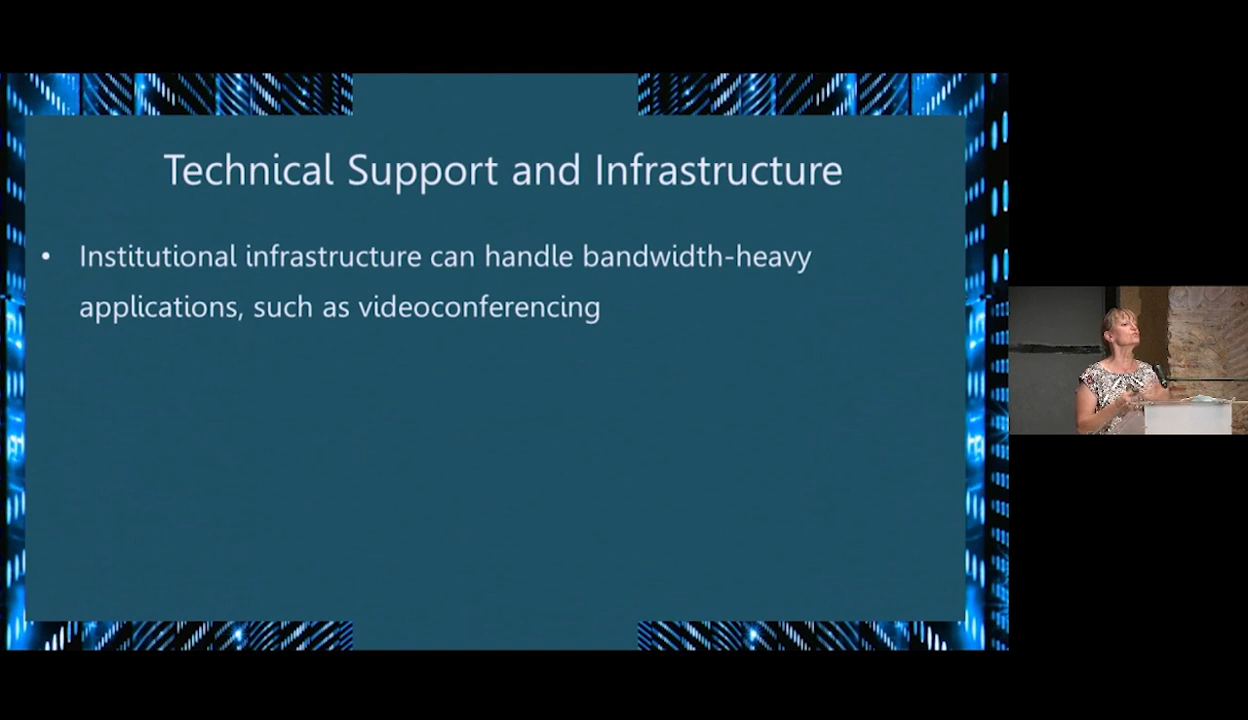 Technical Support and Infrastructure
• Institutional infrastructure can handle bandwidth-heavy
applications, such as videoconferencing